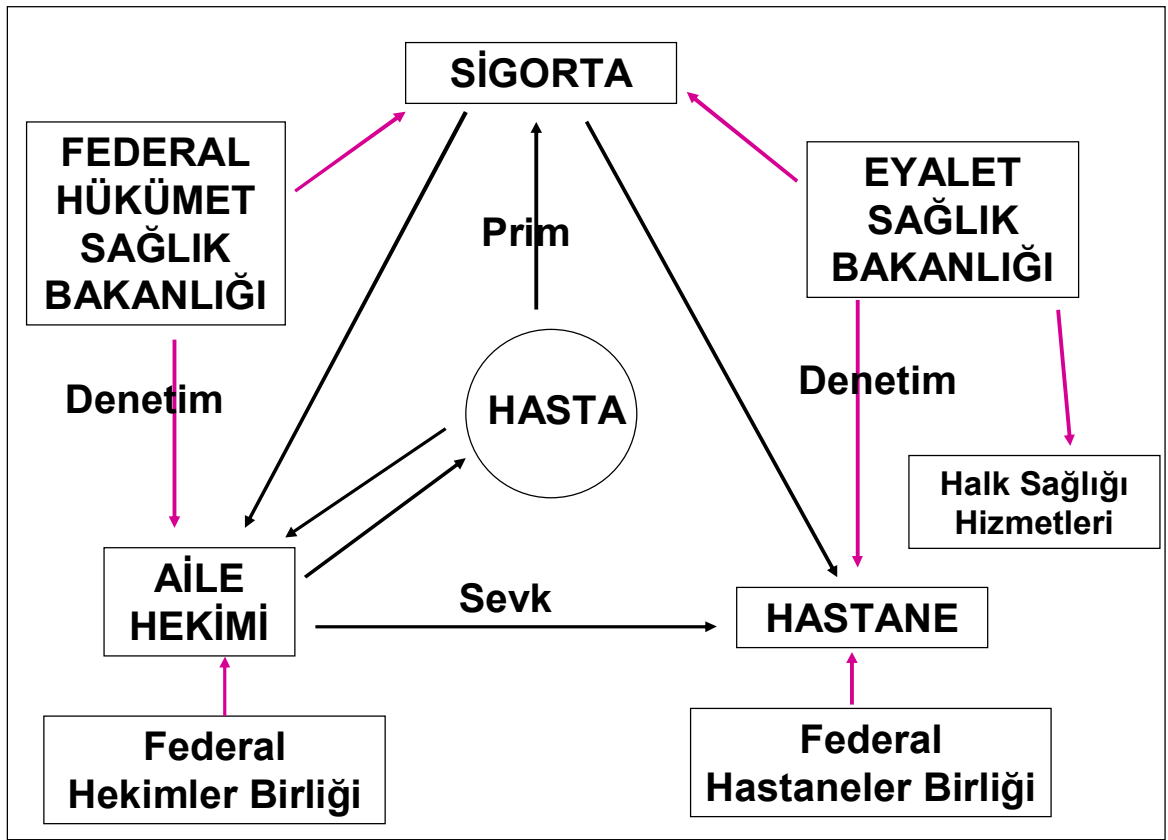 SİGORTA
FEDERAL
HÜKÜMET
SAĞLIK
BAKANLIĞI
EYALET
SAĞLIK
BAKANLIĞI
Prim
Denetim
HASTA
Denetim
Halk Sağlığı
Hizmetleri
AİLE
HEKİMİ
Sevk
HASTANE
Federal
Hekimler Birliği
Federal
Hastaneler Birliği